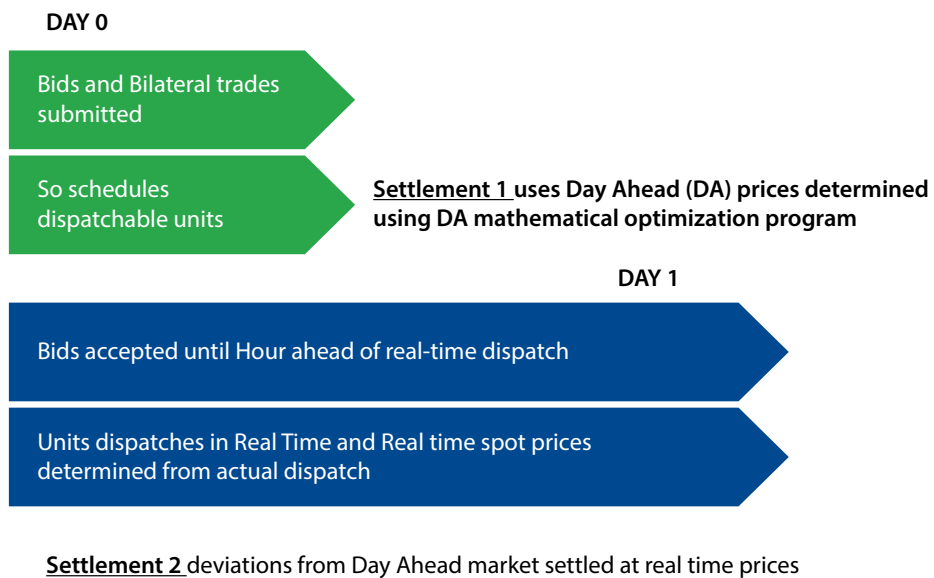 DAY 0
Bids and Bilateral trades
submitted
So schedules
dispatchable units
Settlement 1 uses Day Ahead (DA) prices determined
using DA mathematical optimization program
DAY 1
Bids accepted until Hour ahead of real-time dispatch
Units dispatches in Real Time and Real time spot prices
determined from actual dispatch
Settlement 2 deviations from Day Ahead market settled at real time prices